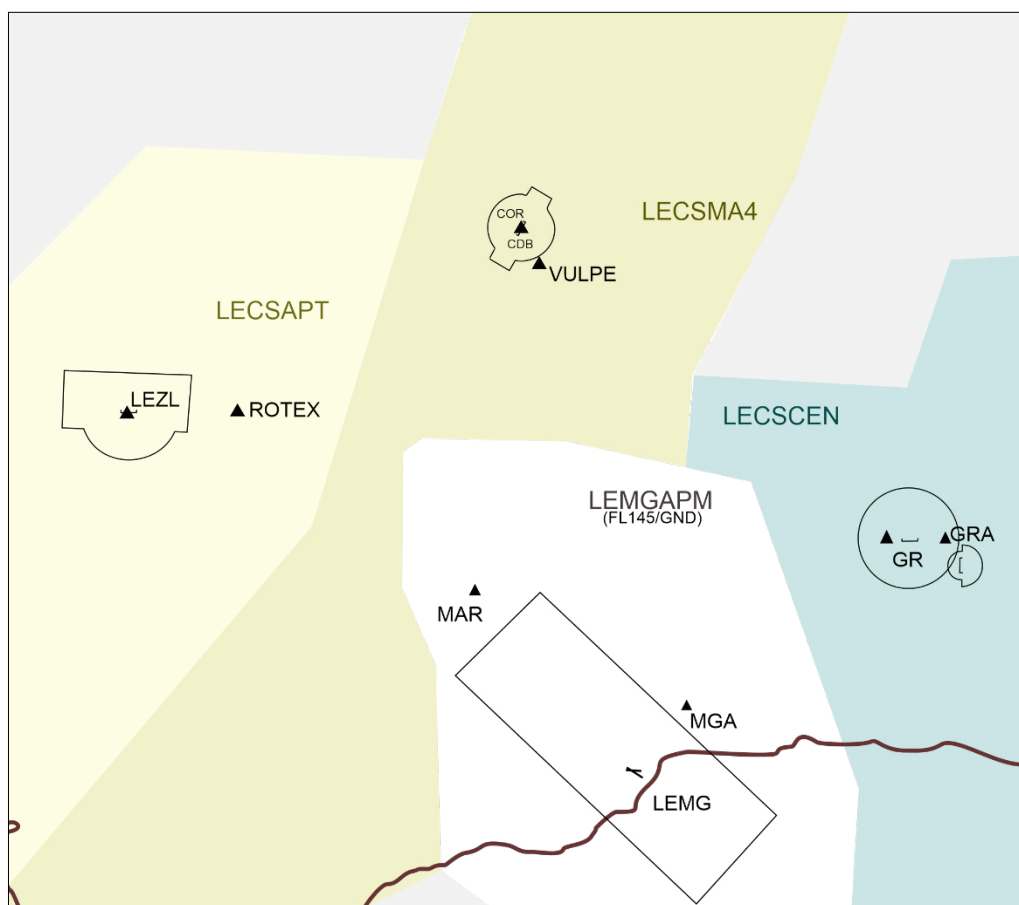 LECSMA4
COR
CDB
VULPE
LECSAPT
LEZL
ROTEX
LECSCEN
LEMGAPM
(FL145/GND)
GR
GRA
MAR
MGA
LEMG